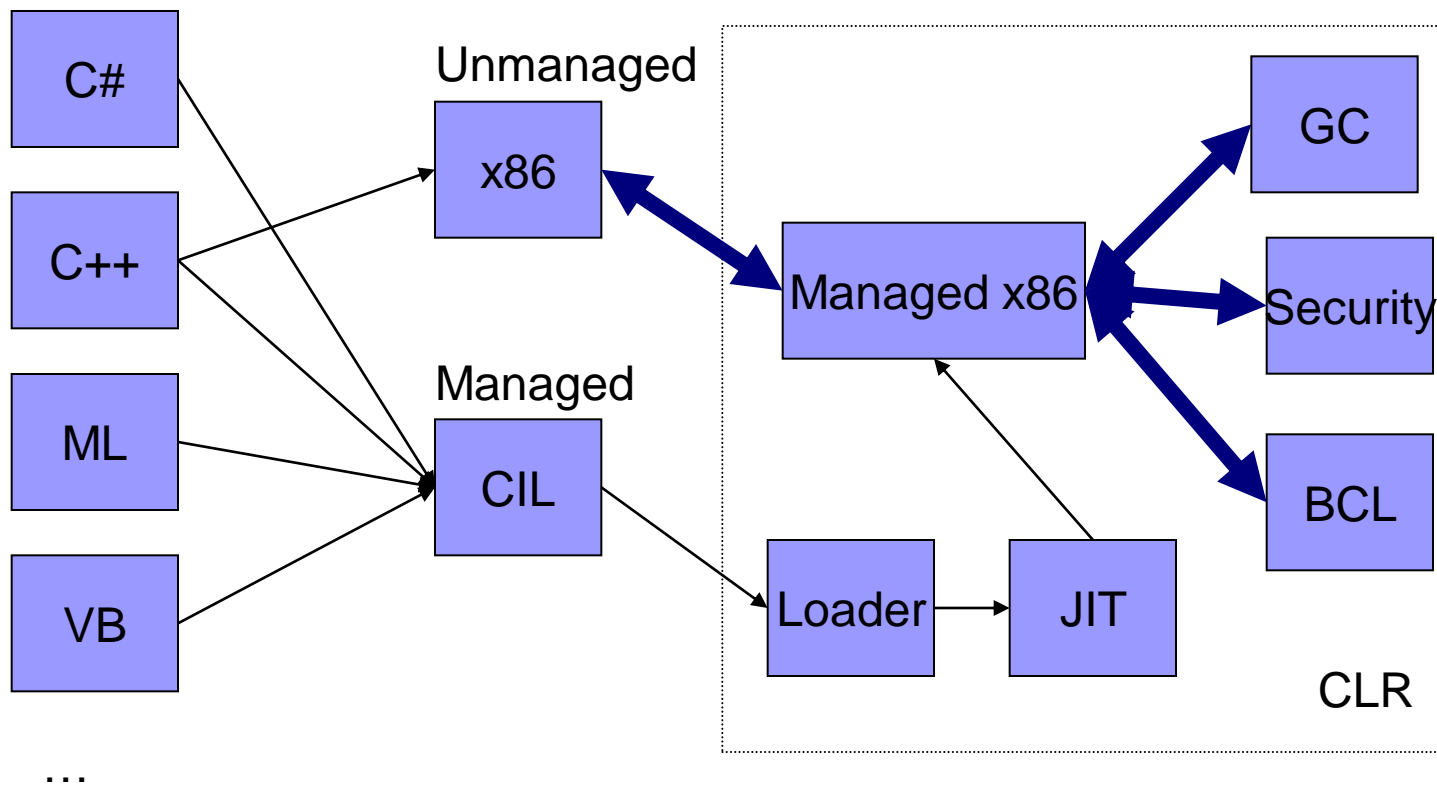 C#
C++
ML
VB
…
Unmanaged
x86
Managed
CIL
Managed x86
Loader
JIT
GC
Security
BCL
CLR